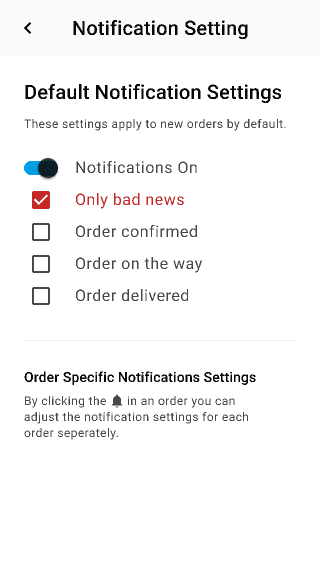 Notification Setting
Default Notification Settings
These settings apply to new orders by default.
Notifications On
Only bad news
Order confirmed
Order on the way
Order delivered
Order Specific Notifications Settings
By clicking the in an order you can
adjust the notification settings for each
order seperately.